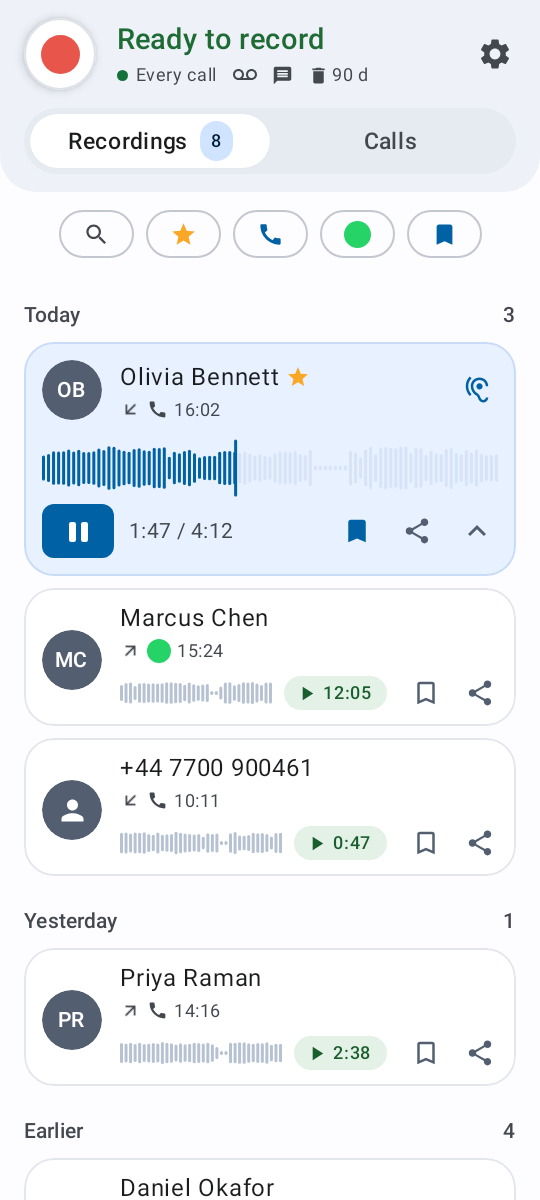 Ready to record
Every call 90 d
Recordings 8 Calls
Today 3
OB Olivia Bennett
16:02
1:47 / 4:12
Marcus Chen
MC 15:24
12:05
+44 7700 900461
10:11
0:47
Yesterday 1
Priya Raman
PR 14:16
2:38
Earlier 4
Daniel Okafor